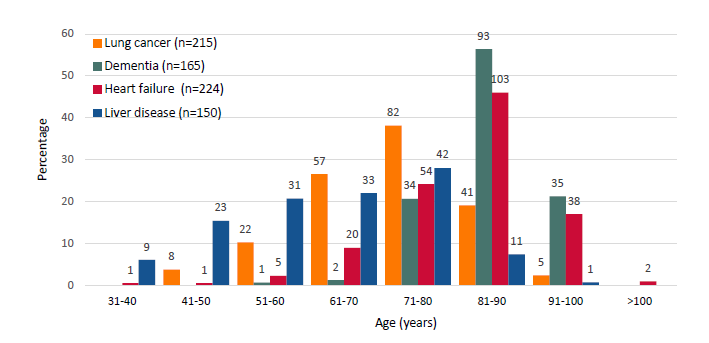 60
50
40
30
20
10
0
Percentage
Lung cancer (n=215)
Dementia (n=165)
Heart failure (n=224)
Liver disease (n=150)
1 9
8 1 23
22 1 5 31
57 2 20 33
82 34 54 42
41 93 103 11
5 35 38 1
2
31-40 41-50 51-60 61-70 71-80 81-90 91-100 >100
Age (years)